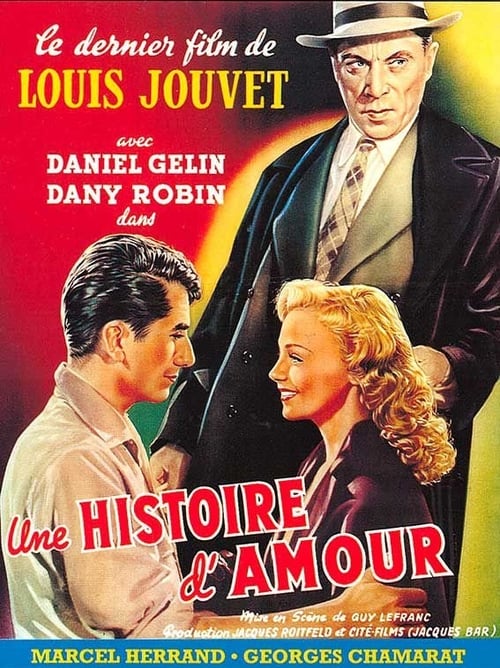 le dernier film de
LOUIS JOUVET
avec
DANIEL GELIN
DANY ROBIN
dans
Une HISTOIRE
d'AMOUR
Mise en Scène de GUY LEFRANC
Production JACQUES ROITFELD et CITÉ-FILMS (JACQUES BAR)
MARCEL HERRAND • GEORGES CHAMARAT